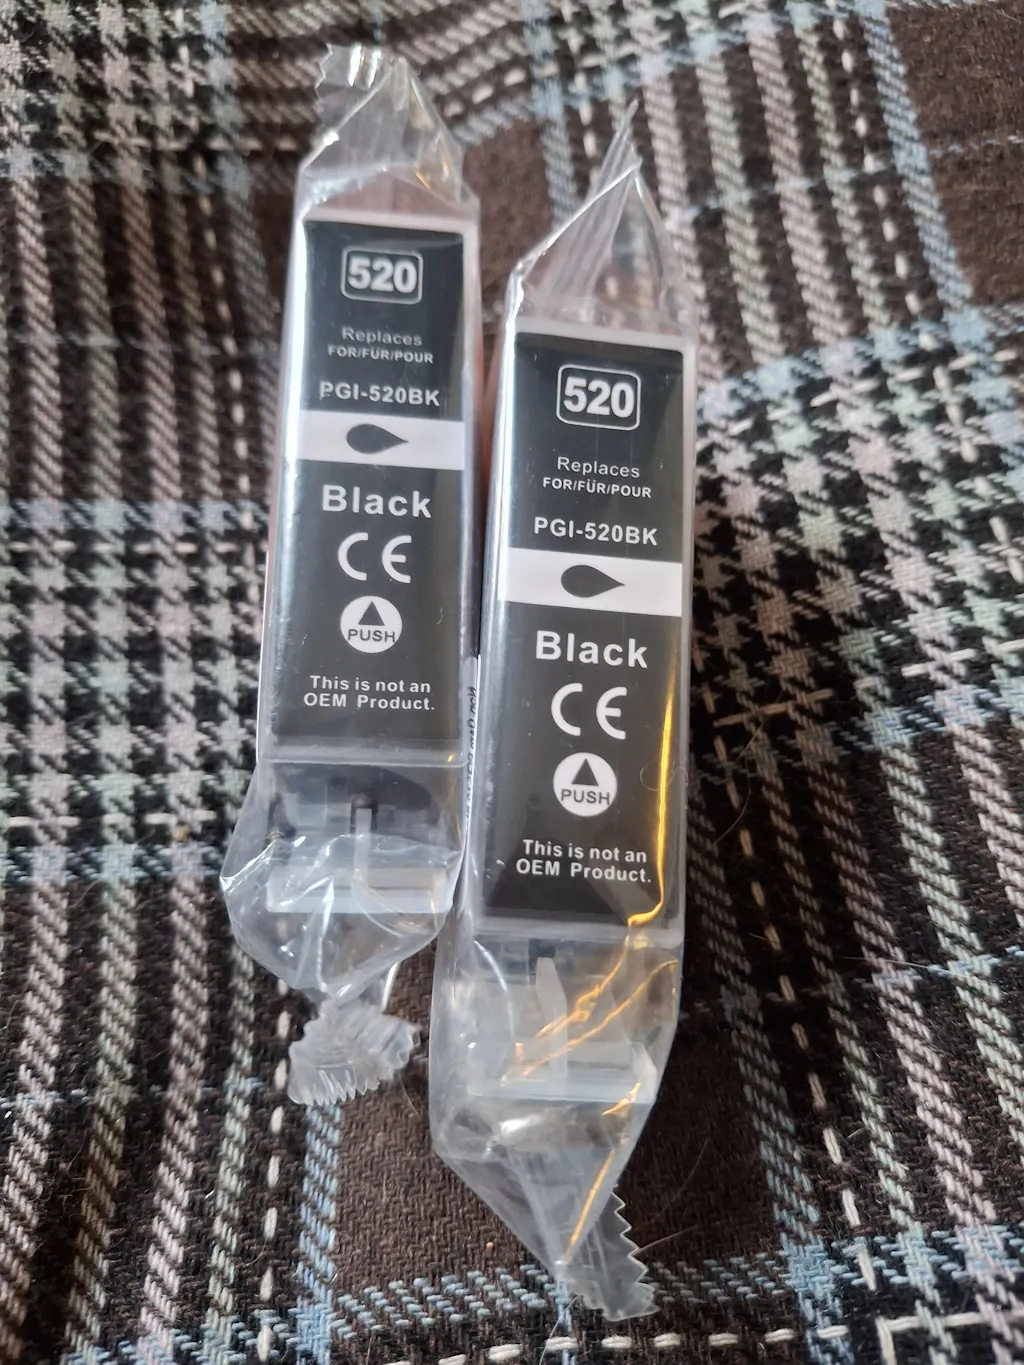 520
Replaces
FOR/FÜR/POUR
PGI-520BK
Black
CE
PUSH
This is not an
OEM Product.
520
Replaces
FOR/FÜR/POUR
PGI-520BK
Black
CE
PUSH
This is not an
OEM Product.